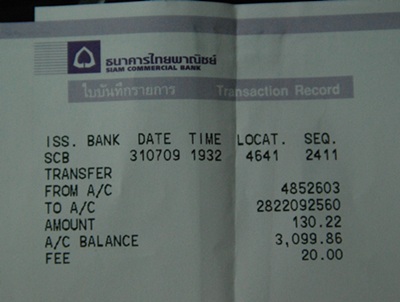 ธนาคารไทยพาณิชย์
SIAM COMMERCIAL BANK
ใบบันทึกรายการ Transaction Record
ISS. BANK DATE TIME LOCAT. SEQ.
SCB 310709 1932 4641 2411
TRANSFER
FROM A/C 4852603
TO A/C 2822092560
AMOUNT 130.22
A/C BALANCE 3,099.86
FEE 20.00